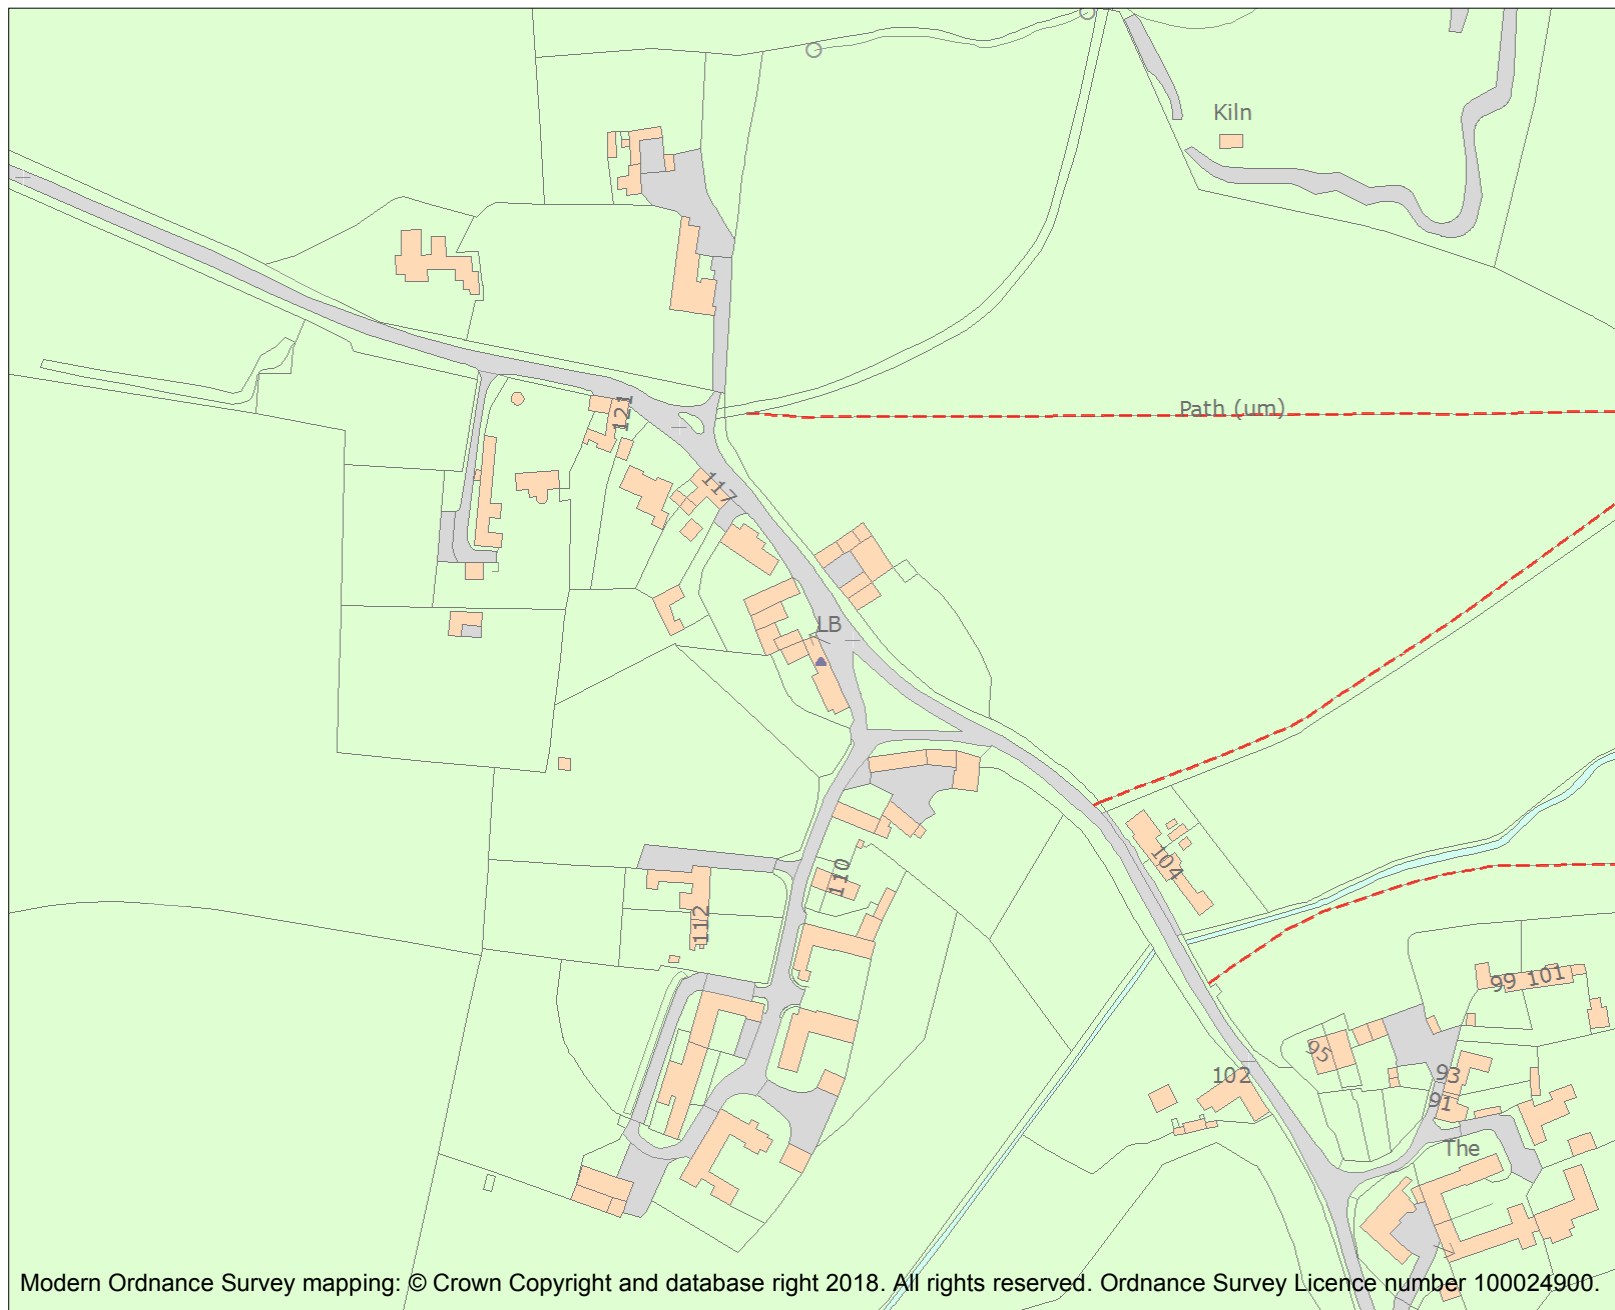 Kiln
121
Path (um)
117
LB
104
110
112
99 101
95
102
93
91
The
Modern Ordnance Survey mapping: © Crown Copyright and database right 2018. All rights reserved. Ordnance Survey Licence number 100024900.